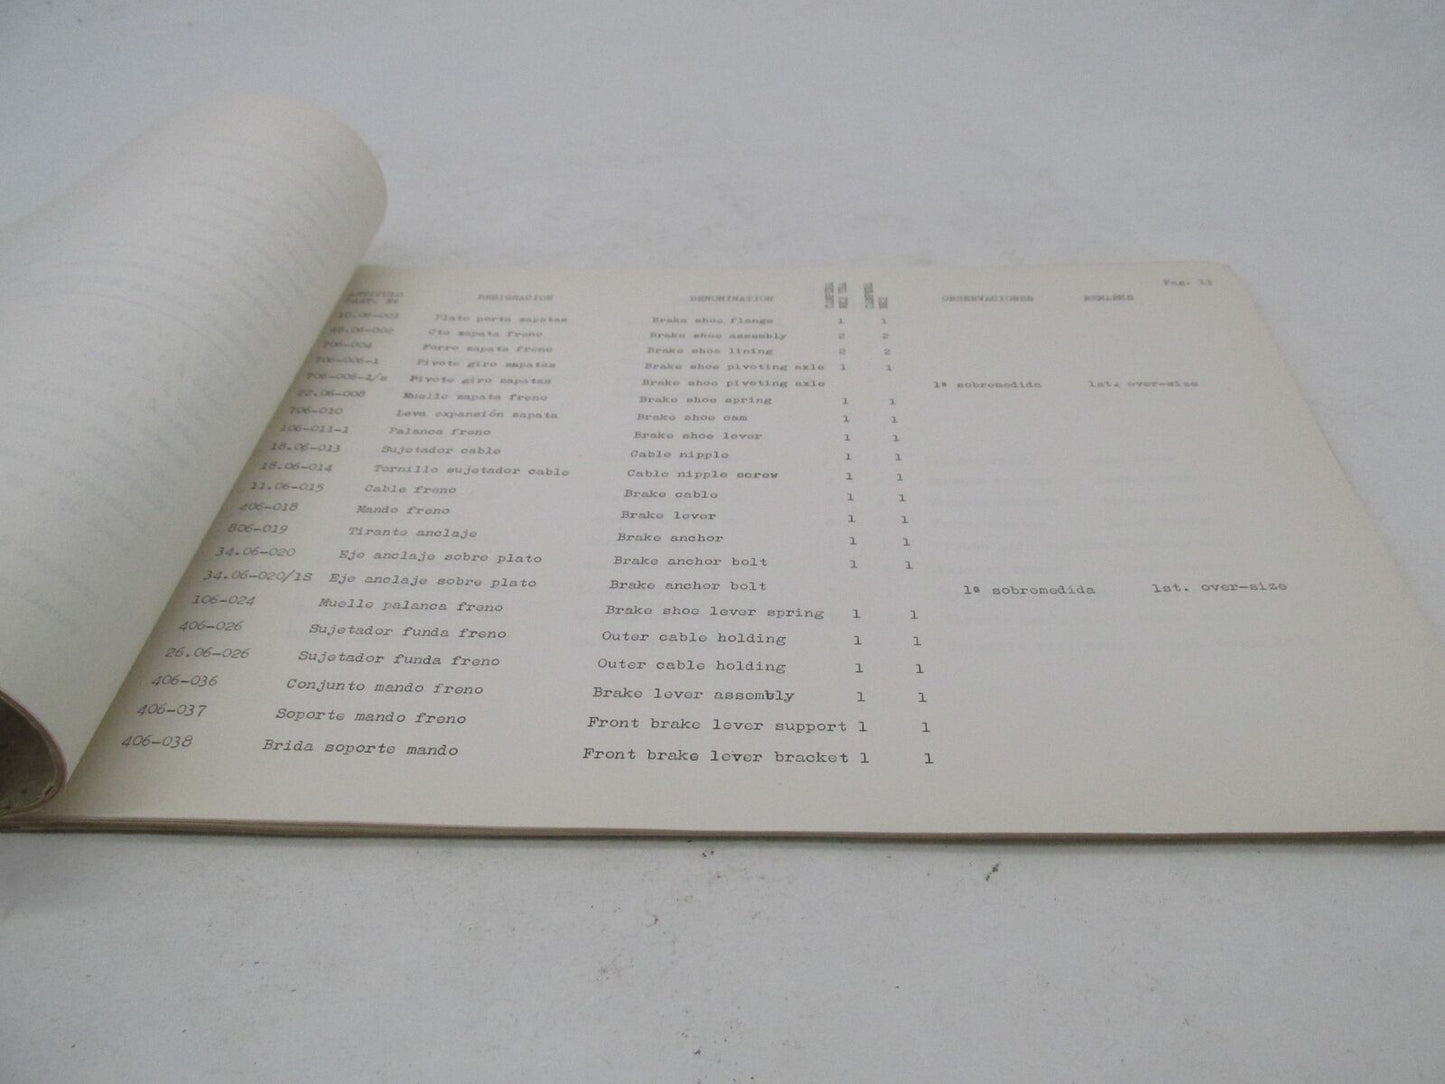 Pag. 11
ARTICULO DESIGNACION DENOMINATION OBSERVACIONES REMARKS
PART. Nº
10.06-001 Plato porta zapatas Brake shoe flange 1 1
48.06-002 Cto zapata freno Brake shoe assembly 2 2
706-004 Forro zapata freno Brake shoe lining 2 2
706-006-1 Pivote giro zapatas Brake shoe pivoting axle 1 1
706-006-1/s Pivote giro zapatas Brake shoe pivoting axle 1ª sobromedida 1st. over-size
22.06-008 Muelle zapata freno Brake shoe spring 1 1
706-010 Leva expansión zapata Brake shoe cam 1 1
106-011-1 Palanca freno Brake shoe lever 1 1
18.06-013 Sujetador cable Cable nipple 1 1
18.06-014 Tornillo sujetador cable Cable nipple screw 1 1
11.06-015 Cable freno Brake cable 1 1
406-018 Mando freno Brake lever 1 1
806-019 Tirante anclaje Brake anchor 1 1
34.06-020 Eje anclaje sobre plato Brake anchor bolt 1 1
34.06-020/1S Eje anclaje sobre plato Brake anchor bolt 1ª sobromedida 1st. over-size
106-024 Muelle palanca freno Brake shoe lever spring 1 1
406-026 Sujetador funda freno Outer cable holding 1 1
26.06-026 Sujetador funda freno Outer cable holding 1 1
406-036 Conjunto mando freno Brake lever assembly 1 1
406-037 Soporte mando freno Front brake lever support 1 1
406-038 Brida soporte mando Front brake lever bracket 1 1